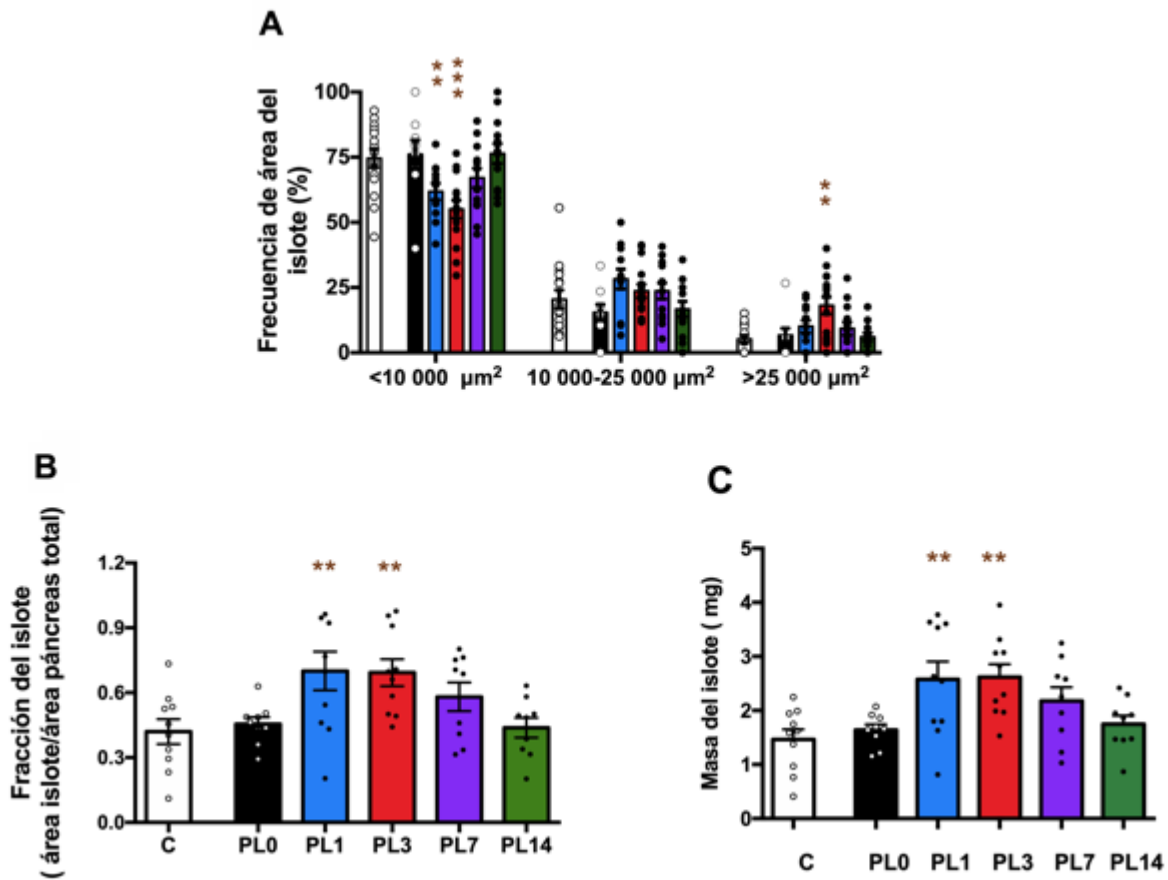 A
**
***
**
Frecuencia de área del
islote (%)
100
75
50
25
0
<10 000 µm²
10 000-25 000 µm²
>25 000 µm²
B
Fracción del islote
( área islote/área páncreas total)
1.2
0.9
0.6
0.3
0.0
**
**
C
PL0
PL1
PL3
PL7
PL14
C
Masa del islote ( mg)
5
4
3
2
1
0
**
**
C
PL0
PL1
PL3
PL7
PL14